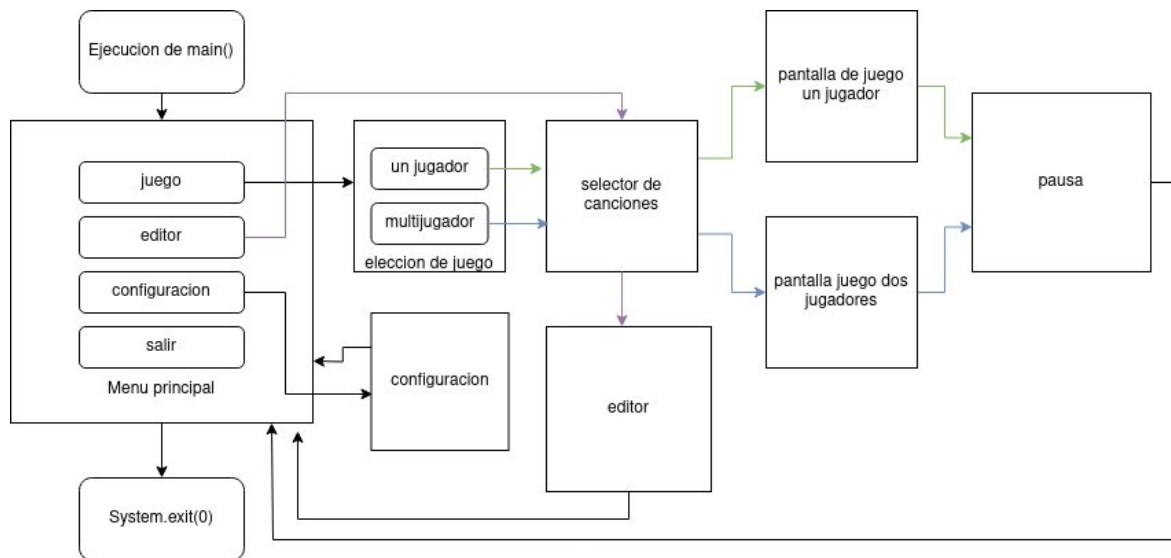 Ejecucion de main()
juego
editor
configuracion
salir
Menu principal
System.exit(0)
un jugador
multijugador
eleccion de juego
configuracion
selector de
canciones
editor
pantalla de juego
un jugador
pantalla juego dos
jugadores
pausa